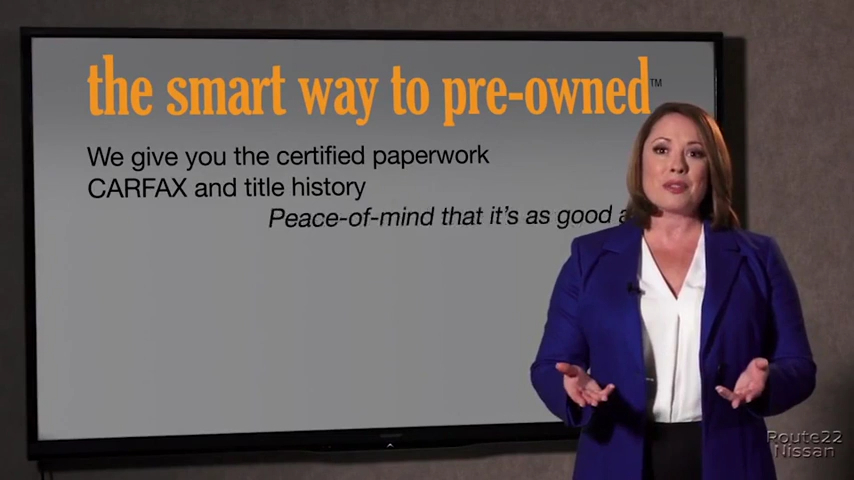 the smart way to pre-owned™
We give you the certified paperwork
CARFAX and title history
Peace-of-mind that it's as good a
Route22
Nissan